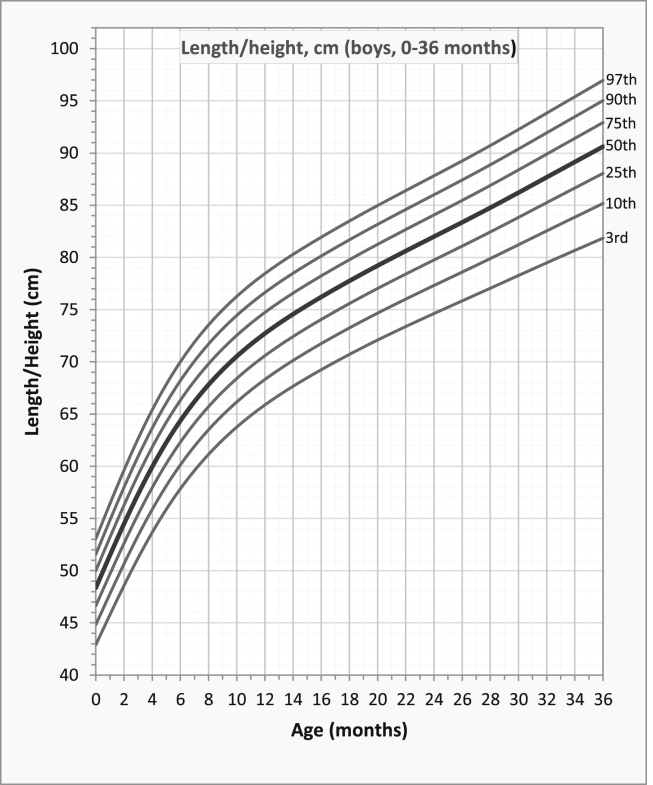 Length/height, cm (boys, 0-36 months)
100
95
90
85
80
75
70
65
60
55
50
45
40
Length/Height (cm)
97th
90th
75th
50th
25th
10th
3rd
0 2 4 6 8 10 12 14 16 18 20 22 24 26 28 30 32 34 36
Age (months)